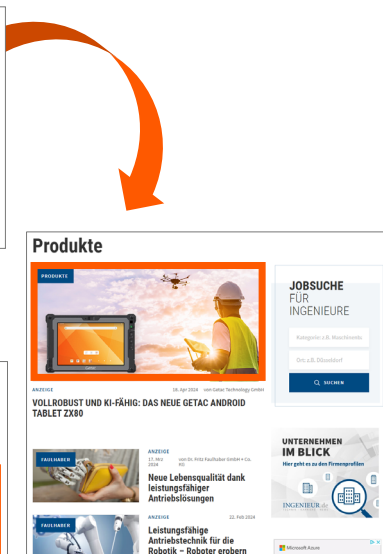 Produkte
PRODUKTE
ANZEIGE
18. Apr 2024 von Getac Technology GmbH
VOLLROBUST UND KI-FÄHIG: DAS NEUE GETAC ANDROID
TABLET ZX80
FAULHABER
ANZEIGE
17. Mrz
2024
von Dr. Fritz Faulhaber GmbH + Co.
KG
Neue Lebensqualität dank
leistungsfähiger
Antriebslösungen
FAULHABER
ANZEIGE
22. Feb 2024
Leistungsfähige
Antriebstechnik für die
Robotik – Roboter erobern
JOBSUCHE
FÜR
INGENIEURE
Kategorie: z.B. Maschinenba
Ort: z.B. Düsseldorf
SUCHEN
UNTERNEHMEN
IM BLICK
Hier geht es zu den Firmenprofilen
INGENIEUR.de
Microsoft Azure